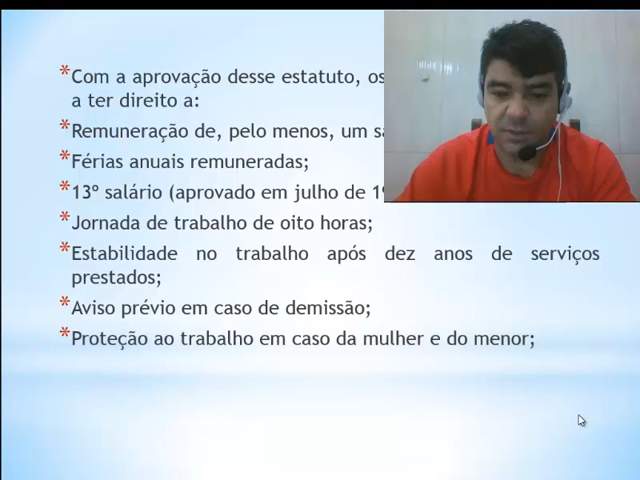 *Com a aprovação desse estatuto, os
a ter direito a:
*Remuneração de, pelo menos, um
*Férias anuais remuneradas;
*13º salário (aprovado em julho de
*Jornada de trabalho de oito horas;
*Estabilidade no trabalho após dez anos de serviços
prestados;
*Aviso prévio em caso de demissão;
*Proteção ao trabalho em caso da mulher e do menor;